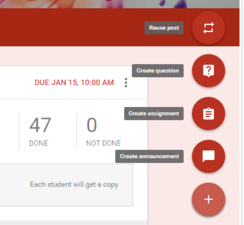 Reuse post
Create question
DUE JAN 15, 10:00 AM
Create assignment
47
0
DONE
NOT DONE
Create announcement
Each student will get a copy